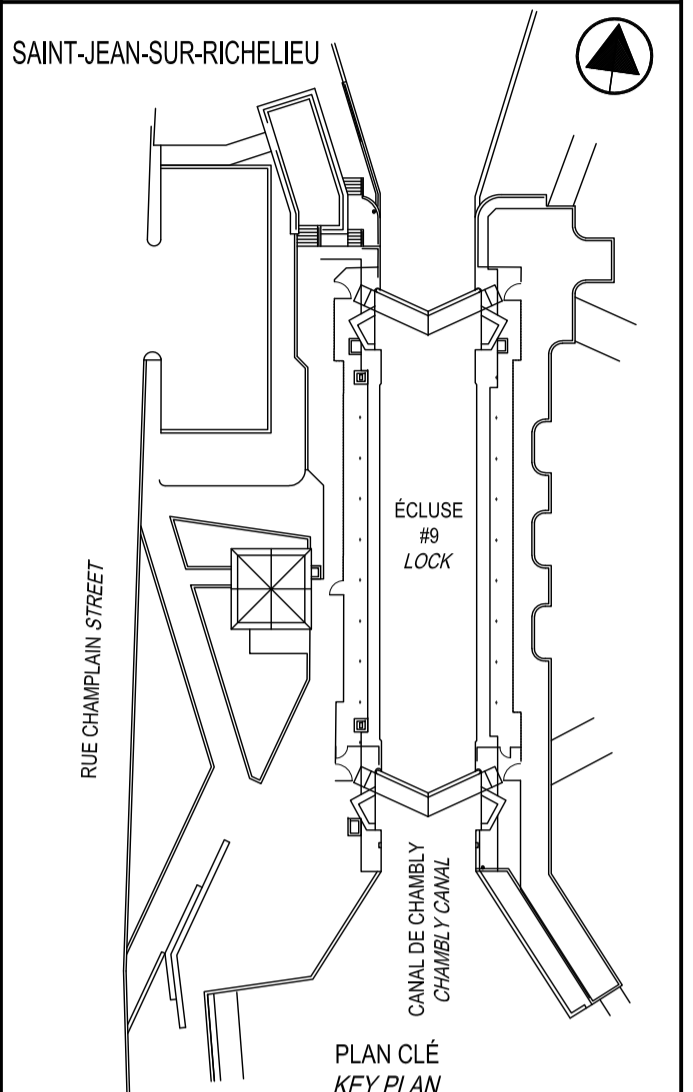 SAINT-JEAN-SUR-RICHELIEU
ÉCLUSE
#9
LOCK
RUE CHAMPLAIN STREET
CANAL DE CHAMBLY
CHAMBLY CANAL
PLAN CLÉ
KEY PLAN